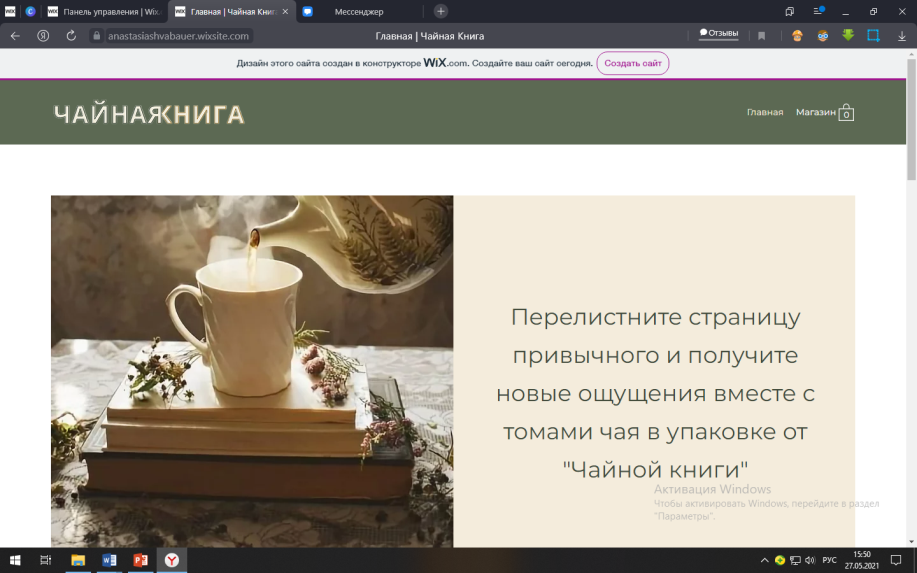 Панель управления | Wix.
Главная | Чайная Книга
Мессенджер
anastasiashvabauer.wixsite.com
Главная | Чайная Книга
Отзывы
Дизайн этого сайта создан в конструкторе WiX.com. Создайте ваш сайт сегодня.
Создать сайт
ЧАЙНАЯКНИГА
Главная
Магазин
0
Перелистните страницу
привычного и получите
новые ощущения вместе с
томами чая в упаковке от
"Чайной книги"
Активация Windows
Чтобы активировать Windows, перейдите в раздел
"Параметры".
РУС
15:50
27.05.2021